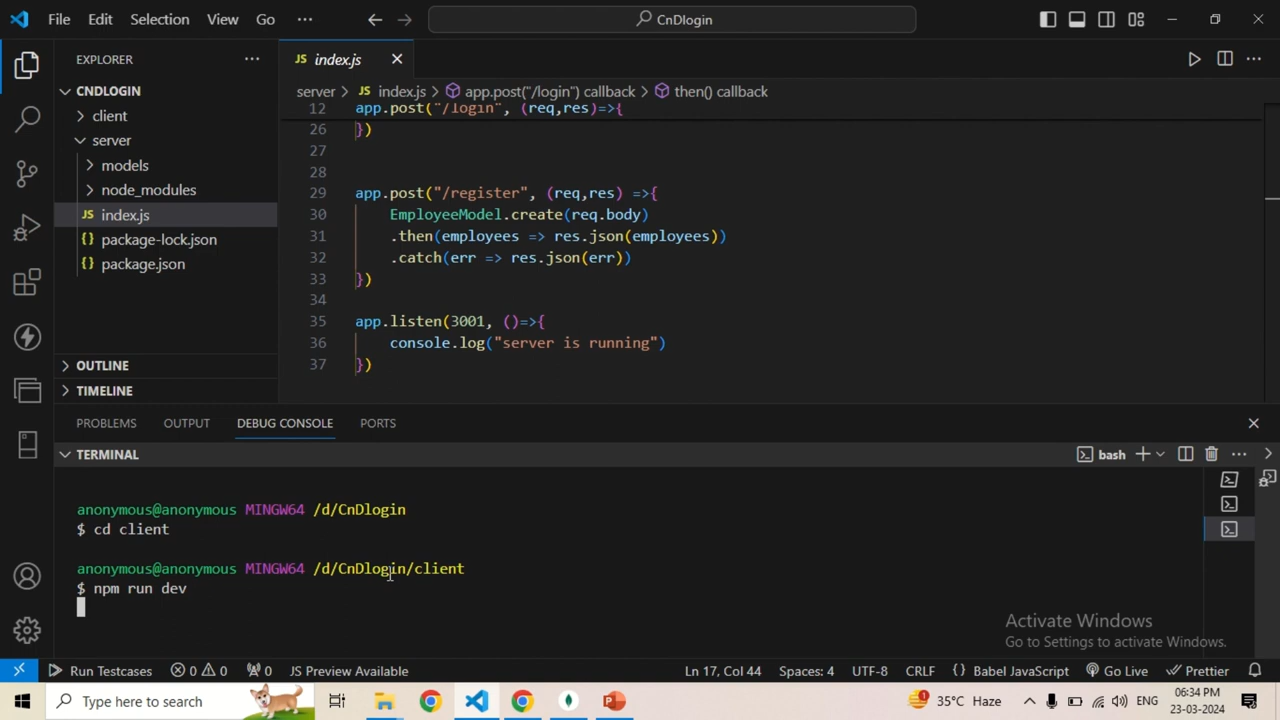 File Edit Selection View Go ··· CnDlogin
EXPLORER ···
JS index.js
CNDLOGIN
server > JS index.js > app.post("/login") callback > then() callback
client
server
models
node_modules
JS index.js
{} package-lock.json
{} package.json
OUTLINE
TIMELINE
12 app.post("/login", (req,res)=>{
26 })
27
28
29 app.post("/register", (req,res) =>{
30 EmployeeModel.create(req.body)
31 .then(employees => res.json(employees))
32 .catch(err => res.json(err))
33 })
34
35 app.listen(3001, ()=>{
36 console.log("server is running")
37 })
PROBLEMS OUTPUT DEBUG CONSOLE PORTS
TERMINAL
bash
anonymous@anonymous MINGW64 /d/CnDlogin
$ cd client
anonymous@anonymous MINGW64 /d/CnDlogin/client
$ npm run dev
Activate Windows
Go to Settings to activate Windows.
Run Testcases 0 0 0 JS Preview Available Ln 17, Col 44 Spaces: 4 UTF-8 CRLF {} Babel JavaScript Go Live Prettier
Type here to search
1 35°C Haze ENG 06:34 PM
23-03-2024